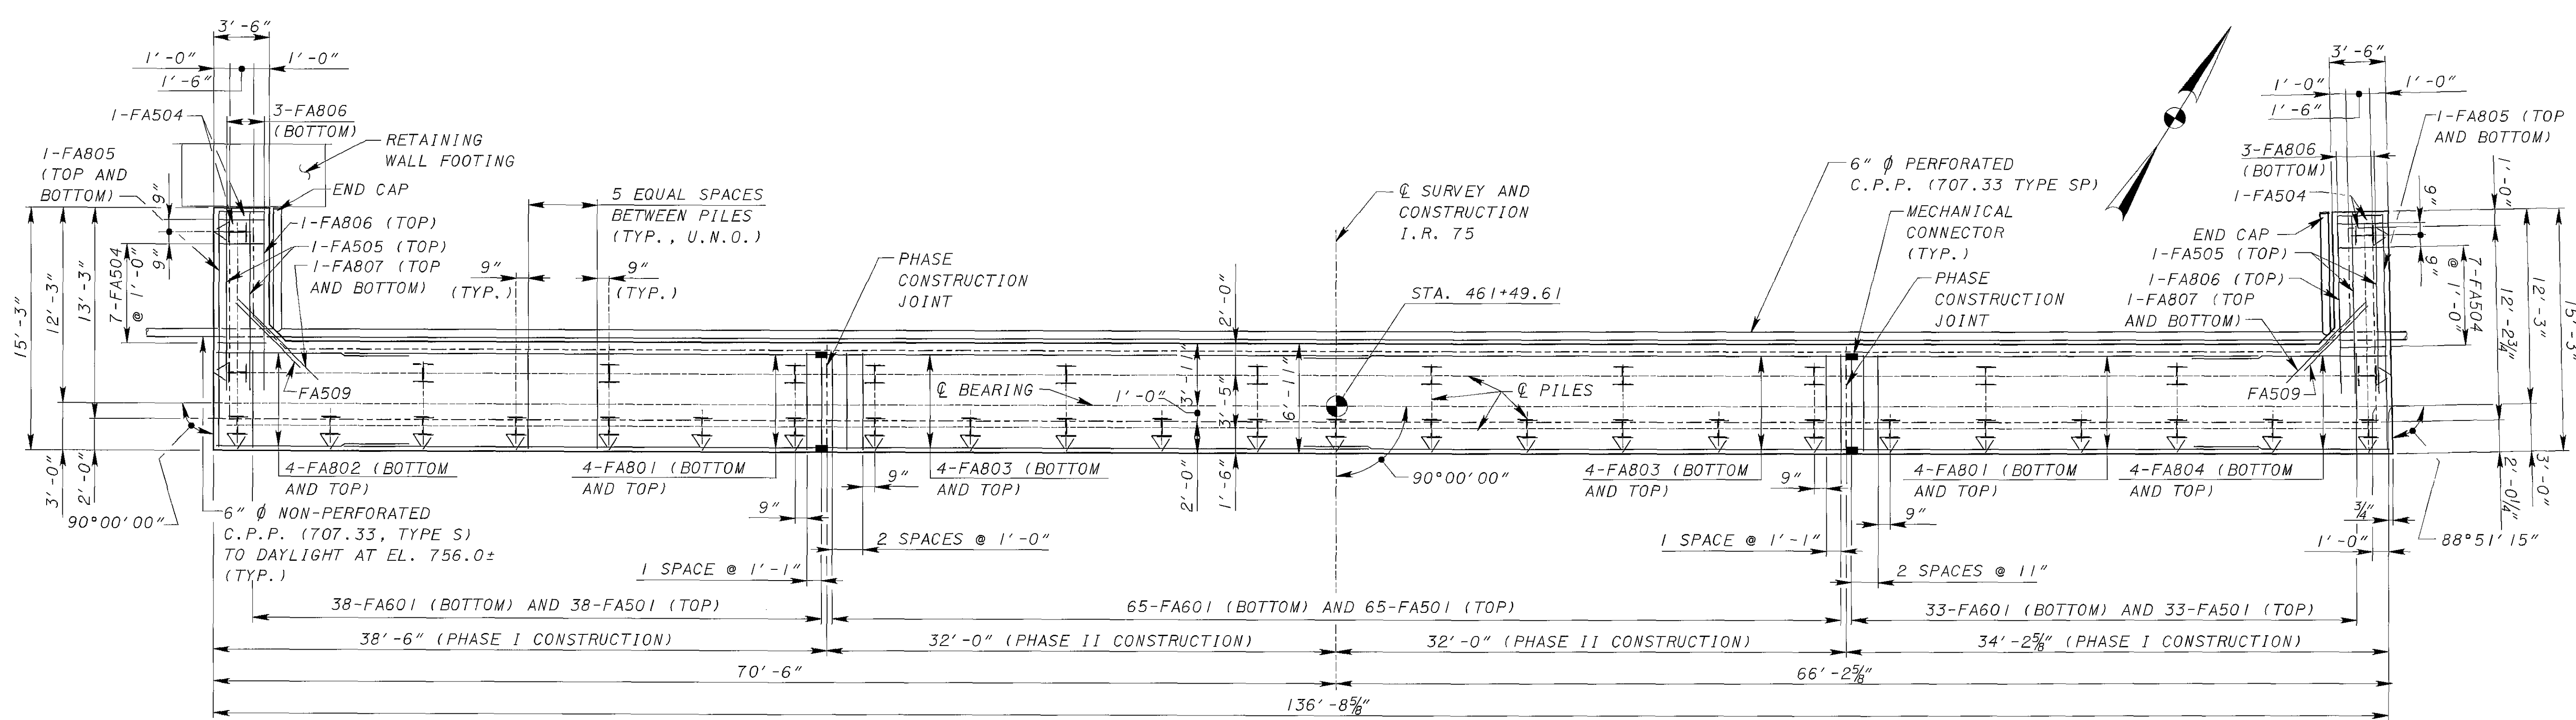 3'-6"
1'-0"
1'-0"
1'-6"
1-FA504
3-FA806
(BOTTOM)
RETAINING
WALL FOOTING
1-FA805
(TOP AND
BOTTOM)
9"
9"
END CAP
1-FA806 (TOP)
1-FA505 (TOP)
1-FA807 (TOP
AND BOTTOM)
5 EQUAL SPACES
BETWEEN PILES
(TYP., U.N.O.)
9"
(TYP.)
9"
(TYP.)
15'-3"
12'-3"
13'-3"
7-FA504
@ 1'-0"
3'-0"
2'-0"
90°00'00"
FA509
PHASE
CONSTRUCTION
JOINT
℄ SURVEY AND
CONSTRUCTION
I.R. 75
STA. 461+49.61
6" ϕ PERFORATED
C.P.P. (707.33 TYPE SP)
MECHANICAL
CONNECTOR
(TYP.)
PHASE
CONSTRUCTION
JOINT
3'-6"
1'-0"
1'-0"
1'-6"
1-FA805 (TOP
AND BOTTOM)
3-FA806
(BOTTOM)
1-FA504
END CAP
1-FA505 (TOP)
1-FA806 (TOP)
1-FA807 (TOP
AND BOTTOM)
FA509
9"
9"
1'-0"
7-FA504
@ 1'-0"
12'-2¾"
12'-3"
15'-3"
2'-0¼"
3'-0"
2'-0"
3'-1"
1'-0"
3'-5"
6'-11"
2'-0"
1'-6"
℄ BEARING
℄ PILES
90°00'00"
4-FA802 (BOTTOM
AND TOP)
4-FA801 (BOTTOM
AND TOP)
4-FA803 (BOTTOM
AND TOP)
4-FA803 (BOTTOM
AND TOP)
4-FA801 (BOTTOM
AND TOP)
4-FA804 (BOTTOM
AND TOP)
6" ϕ NON-PERFORATED
C.P.P. (707.33, TYPE S)
TO DAYLIGHT AT EL. 756.0±
(TYP.)
9"
9"
9"
9"
2 SPACES @ 1'-0"
1 SPACE @ 1'-1"
1 SPACE @ 1'-1"
2 SPACES @ 11"
¾"
1'-0"
88°51'15"
38-FA601 (BOTTOM) AND 38-FA501 (TOP)
65-FA601 (BOTTOM) AND 65-FA501 (TOP)
33-FA601 (BOTTOM) AND 33-FA501 (TOP)
38'-6" (PHASE I CONSTRUCTION)
32'-0" (PHASE II CONSTRUCTION)
32'-0" (PHASE II CONSTRUCTION)
34'-2⅝" (PHASE I CONSTRUCTION)
70'-6"
66'-2⅝"
136'-8⅝"